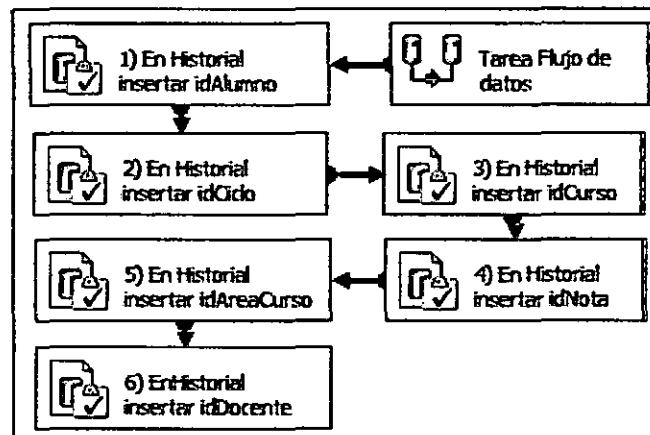 1) En Historial
insertar idAlumno
Tarea Flujo de
datos
2) En Historial
insertar idCiclo
3) En Historial
insertar idCurso
5) En Historial
insertar idAreaCurso
4) En Historial
insertar idNota
6) EnHistorial
insertar idDocente